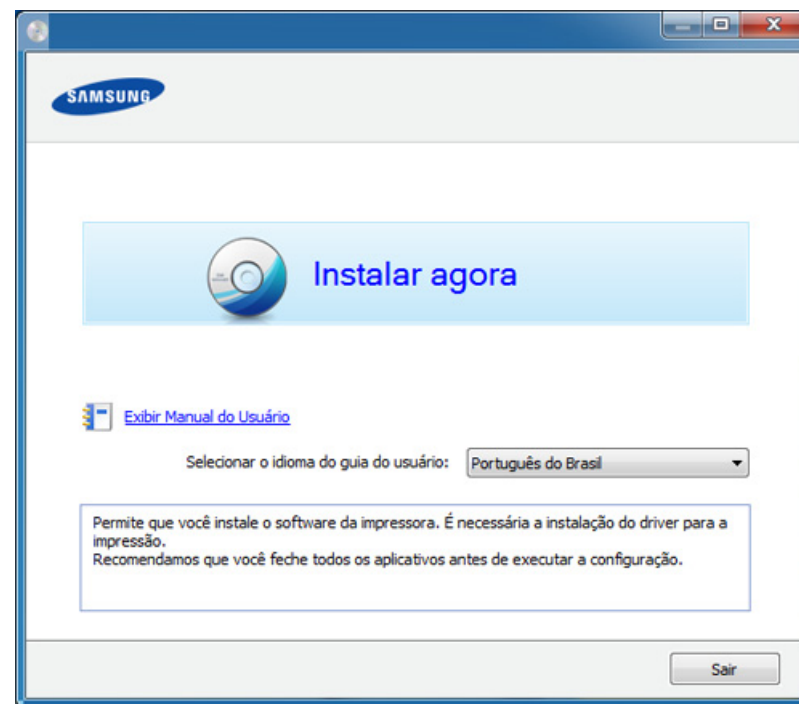 SAMSUNG
Instalar agora
Exibir Manual do Usuário
Selecionar o idioma do guia do usuário: Português do Brasil
Permite que você instale o software da impressora. É necessária a instalação do driver para a
impressão.
Recomendamos que você feche todos os aplicativos antes de executar a configuração.
Sair